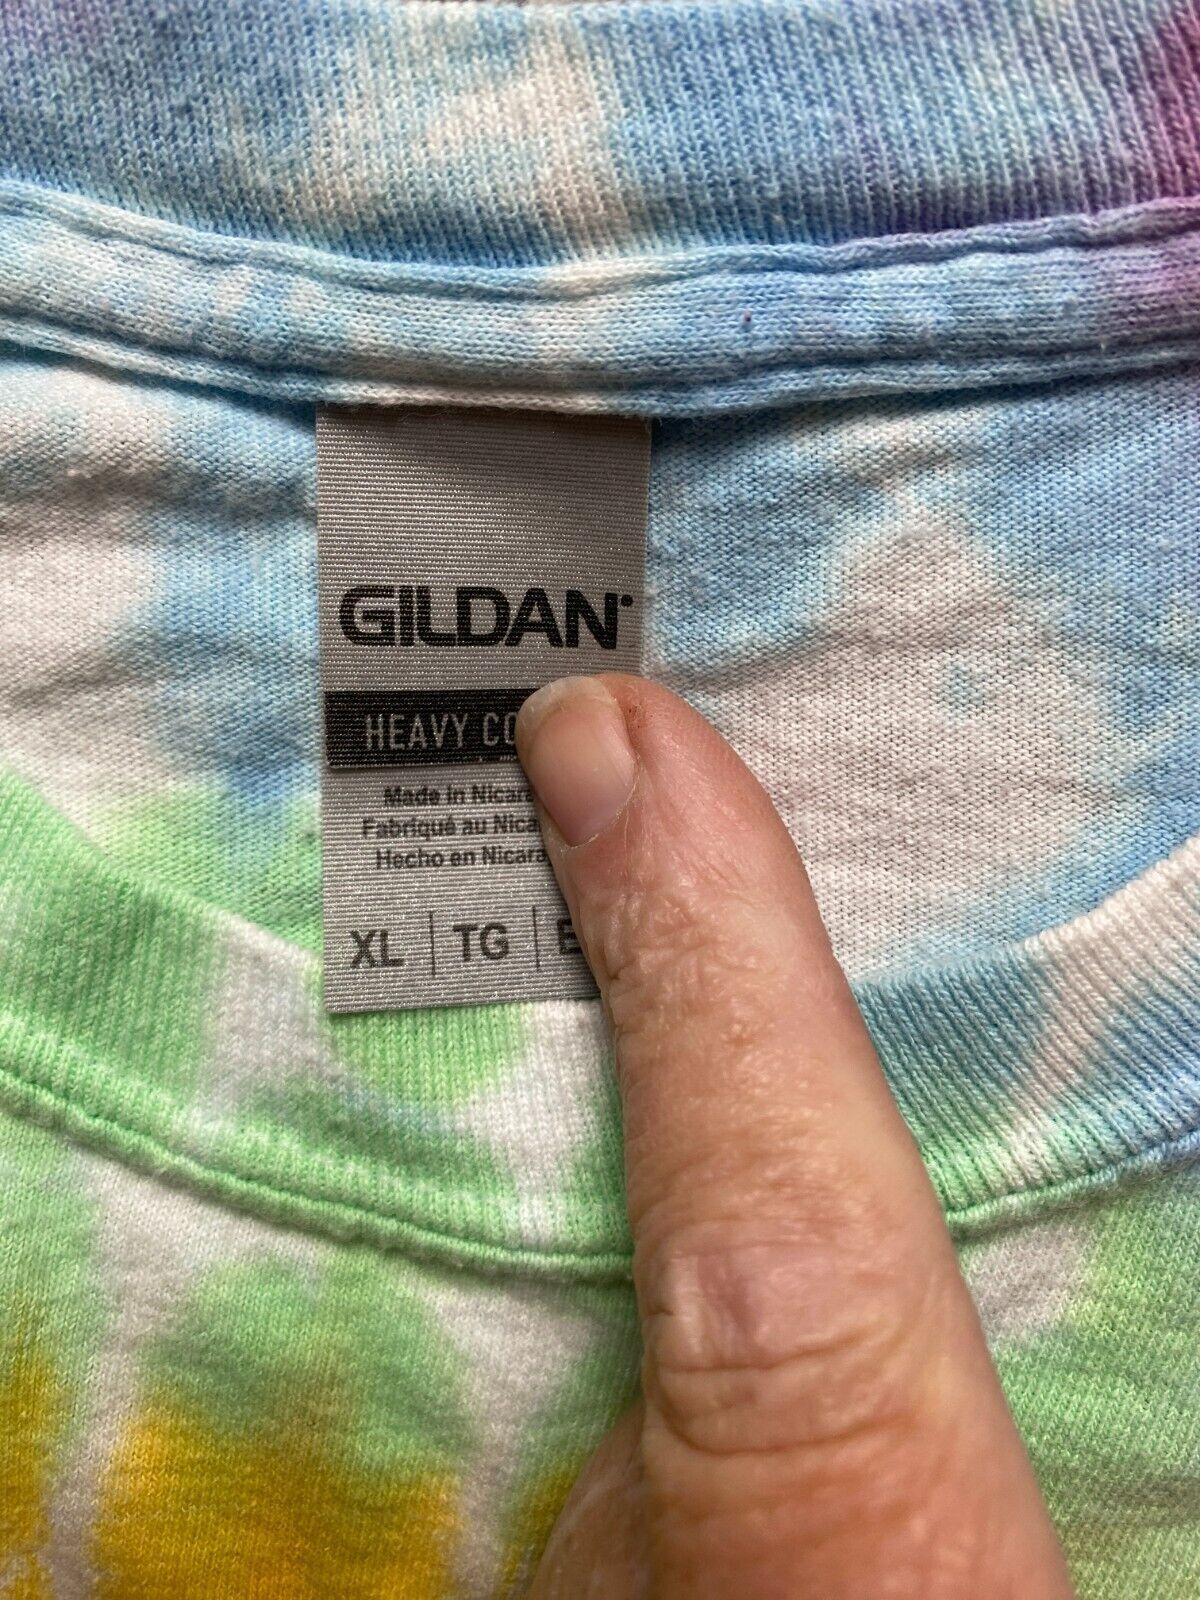 GILDAN
HEAVY
Made in
Fabriqué au
Hecho en
XL | TG |